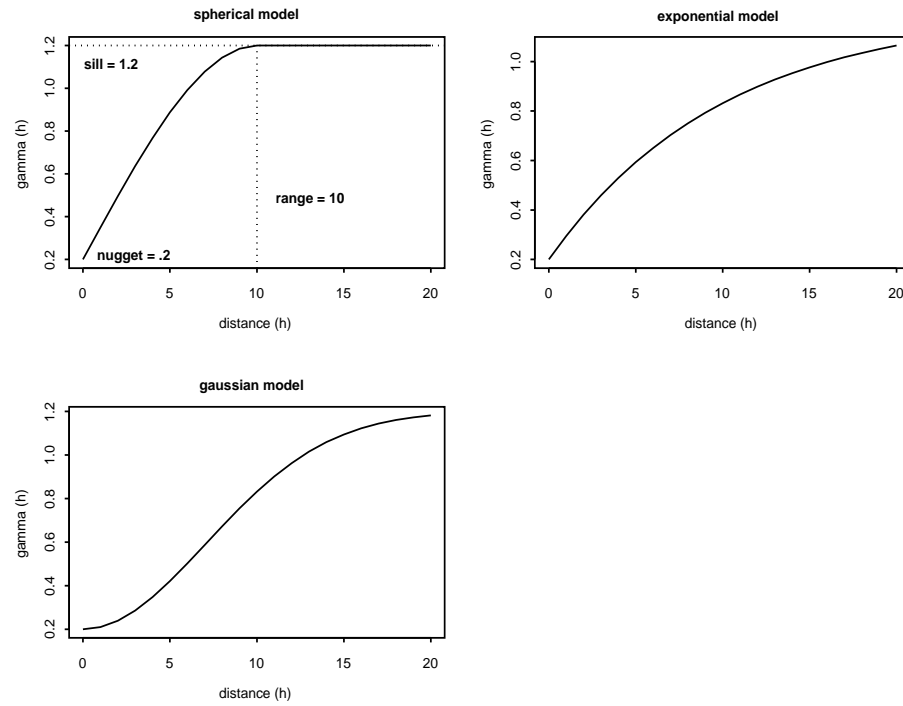 spherical model
1.2
1.0
0.8
0.6
0.4
0.2
gamma (h)
sill = 1.2
range = 10
nugget = .2
0 5 10 15 20
distance (h)
exponential model
1.0
0.8
0.6
0.4
0.2
gamma (h)
0 5 10 15 20
distance (h)
gaussian model
1.2
1.0
0.8
0.6
0.4
0.2
gamma (h)
0 5 10 15 20
distance (h)